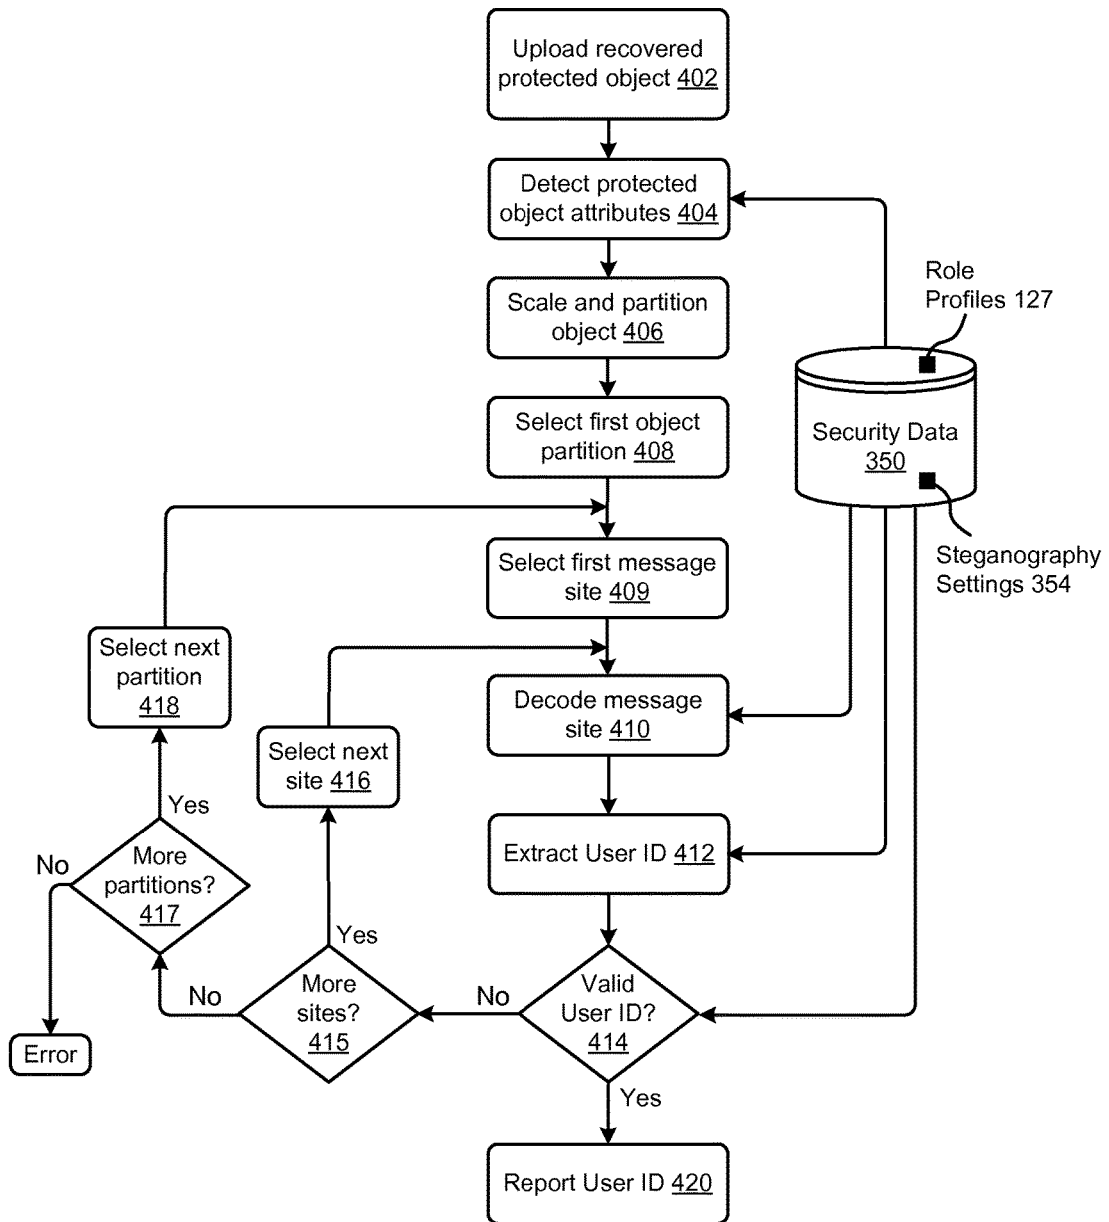 Upload recovered
protected object 402
Detect protected
object attributes 404
Role
Profiles 127
Scale and partition
object 406
Select first object
partition 408
Security Data
350
Select first message
site 409
Steganography
Settings 354
Select next
partition
418
Decode message
site 410
Select next
site 416
Yes
Extract User ID 412
No
More
partitions?
417
Yes
More
sites?
415
No
No
Valid
User ID?
414
Error
Yes
Report User ID 420